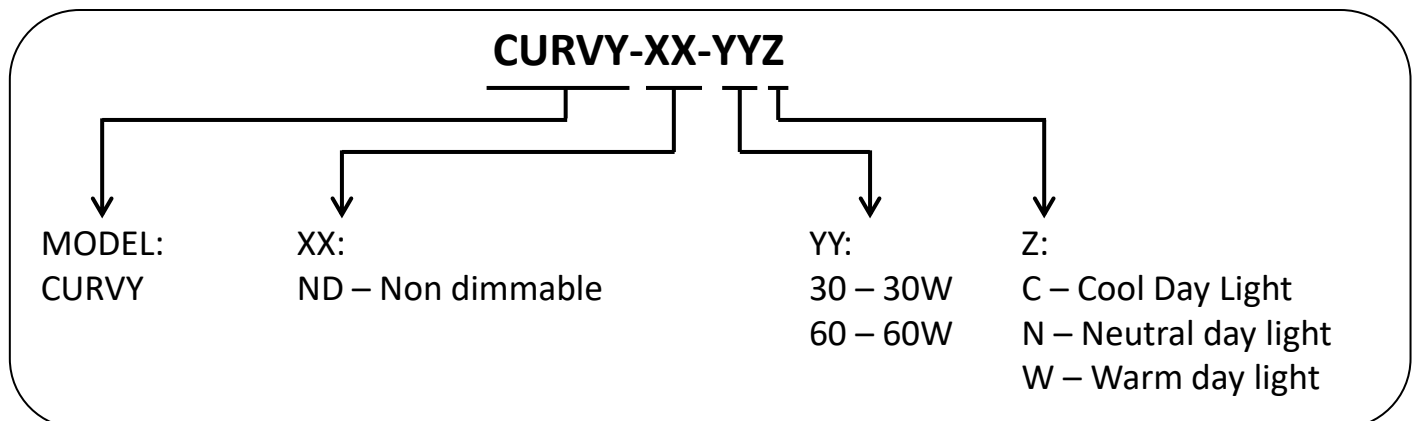 CURVY-XX-YYZ
MODEL:
CURVY
XX:
ND – Non dimmable
YY:
30 – 30W
60 – 60W
Z:
C – Cool Day Light
N – Neutral day light
W – Warm day light